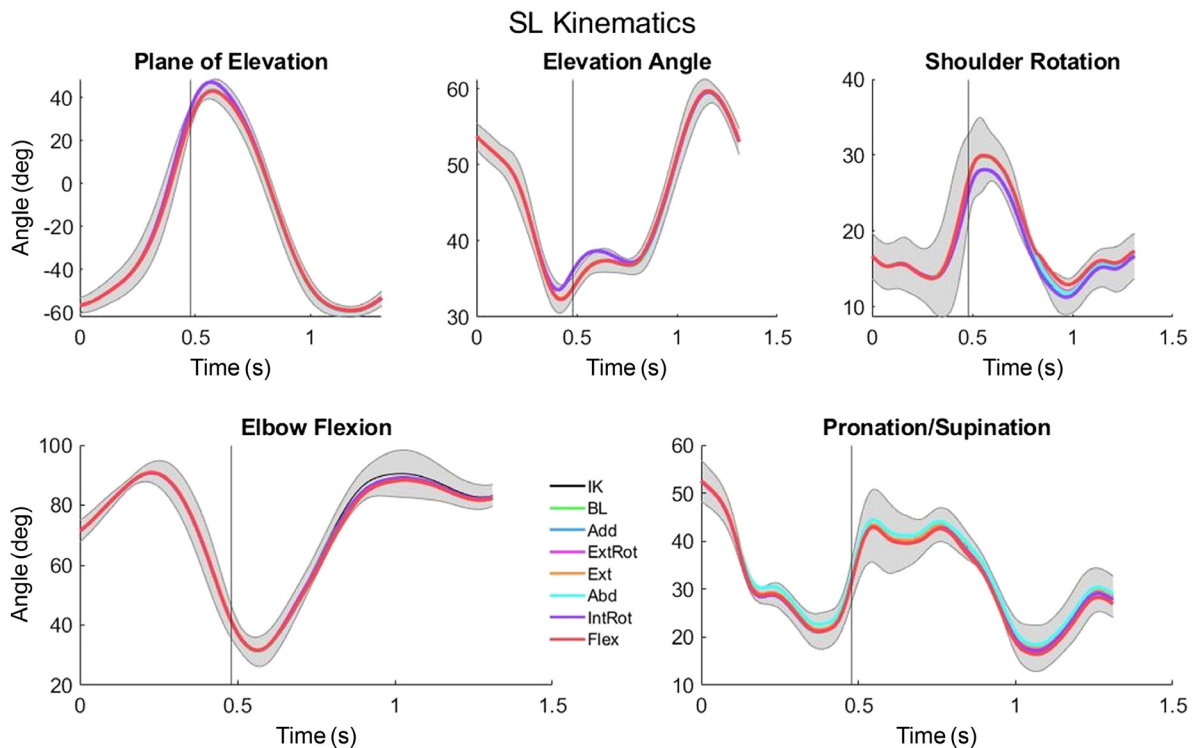 SL Kinematics
Plane of Elevation
Elevation Angle
Shoulder Rotation
Angle (deg)
40
20
0
-20
-40
-60
0
0.5
1
Time (s)
60
50
40
30
0
0.5
1
1.5
Time (s)
40
30
20
10
0
0.5
1
1.5
Time (s)
Elbow Flexion
Pronation/Supination
Angle (deg)
100
80
60
40
20
0
0.5
1
1.5
Time (s)
IK
BL
Add
ExtRot
Ext
Abd
IntRot
Flex
60
50
40
30
20
10
0
0.5
1
1.5
Time (s)